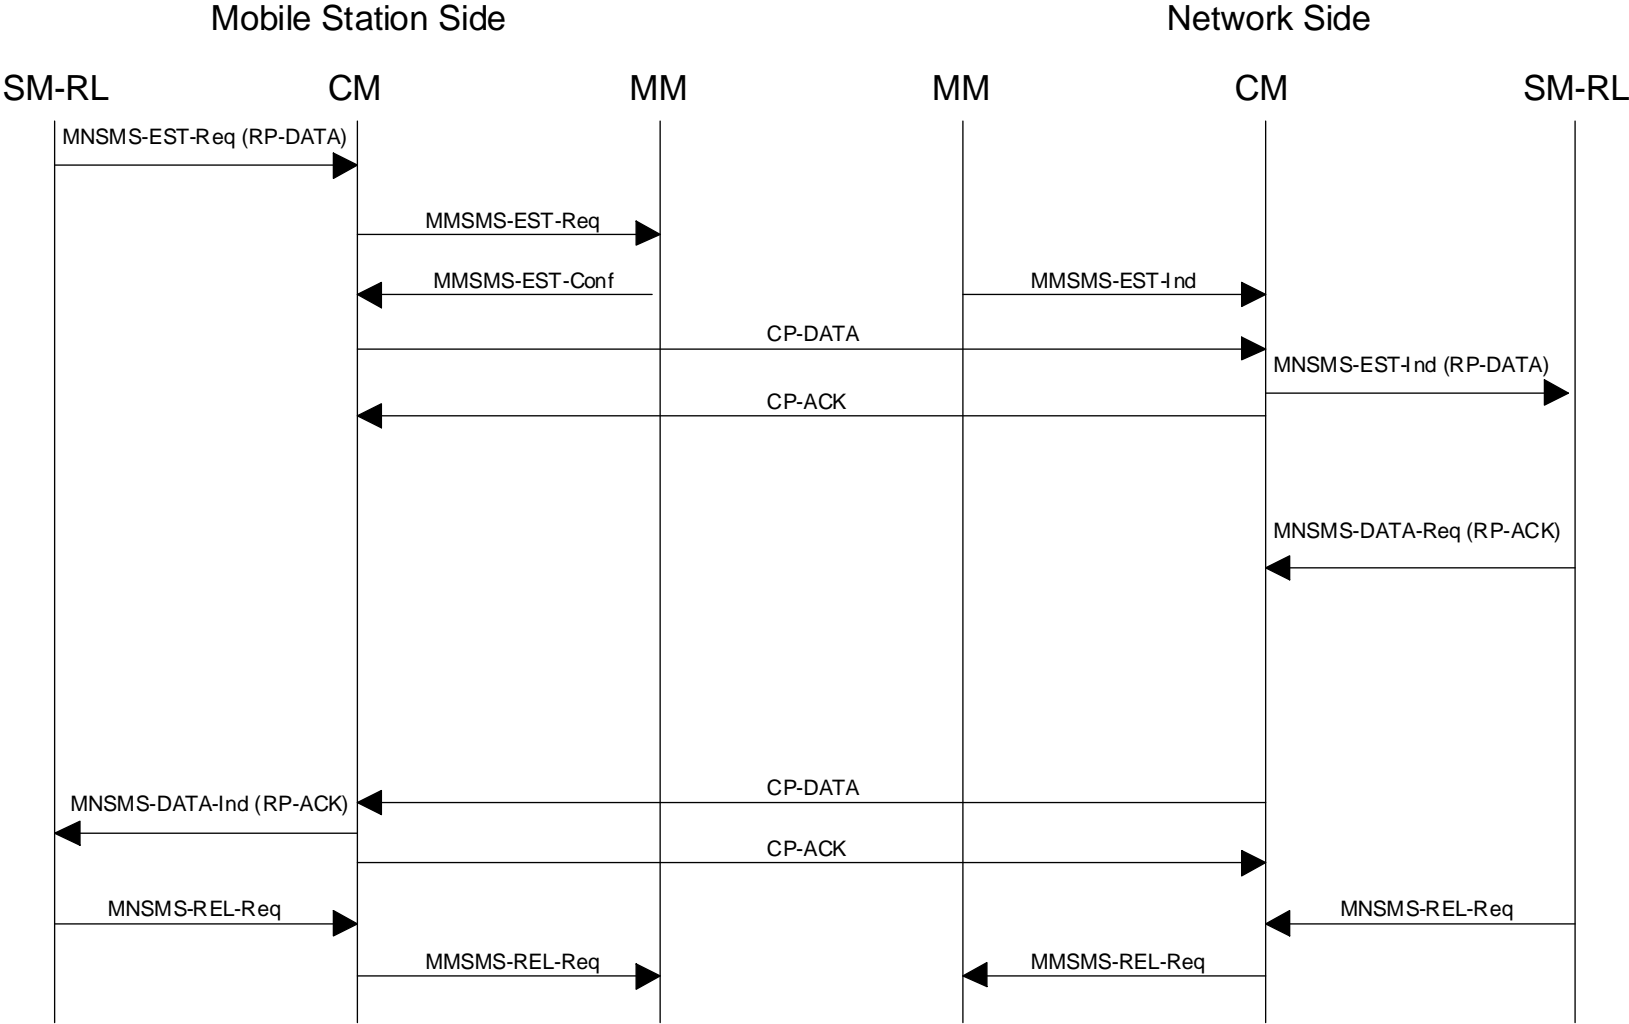 Mobile Station Side
Network Side
SM-RL
CM
MM
MM
CM
SM-RL
MNSMS-EST-Req (RP-DATA)
MMSMS-EST-Req
MMSMS-EST-Conf
MMSMS-EST-Ind
CP-DATA
MNSMS-EST-Ind (RP-DATA)
CP-ACK
MNSMS-DATA-Req (RP-ACK)
CP-DATA
MNSMS-DATA-Ind (RP-ACK)
CP-ACK
MNSMS-REL-Req
MNSMS-REL-Req
MMSMS-REL-Req
MMSMS-REL-Req